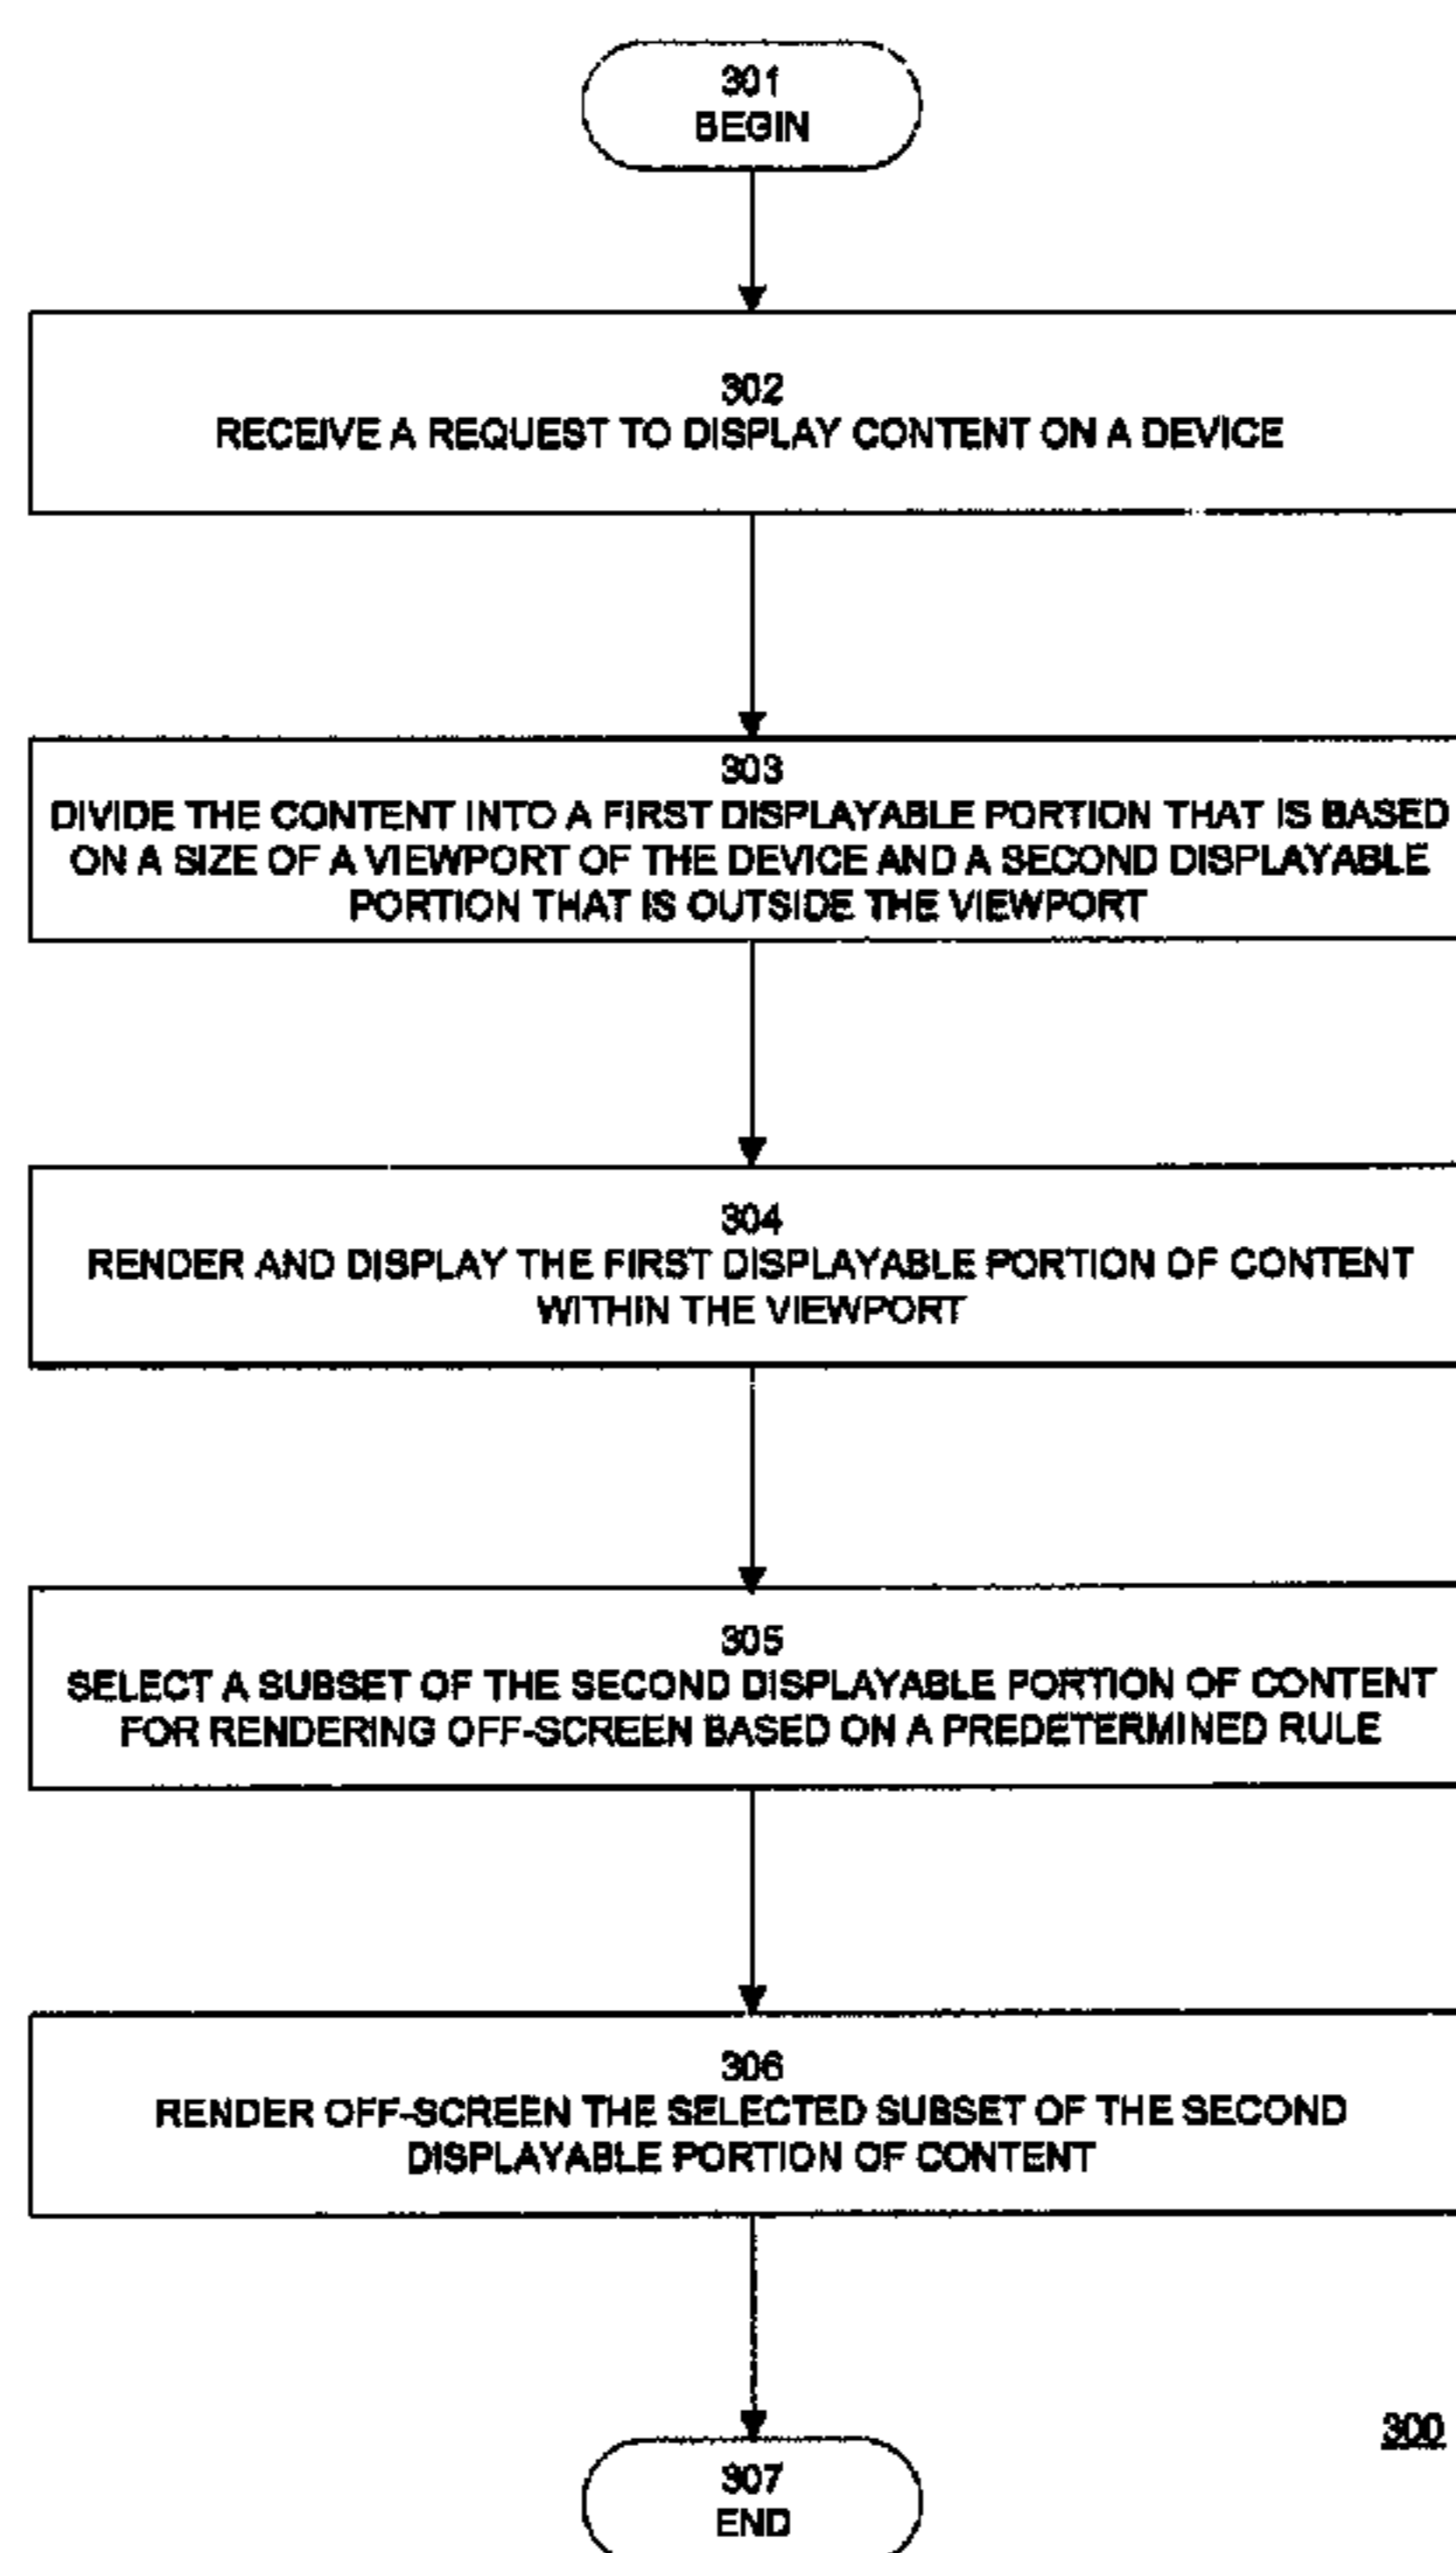 301
BEGIN
302
RECEIVE A REQUEST TO DISPLAY CONTENT ON A DEVICE
303
DIVIDE THE CONTENT INTO A FIRST DISPLAYABLE PORTION THAT IS BASED
ON A SIZE OF A VIEWPORT OF THE DEVICE AND A SECOND DISPLAYABLE
PORTION THAT IS OUTSIDE THE VIEWPORT
304
RENDER AND DISPLAY THE FIRST DISPLAYABLE PORTION OF CONTENT
WITHIN THE VIEWPORT
305
SELECT A SUBSET OF THE SECOND DISPLAYABLE PORTION OF CONTENT
FOR RENDERING OFF-SCREEN BASED ON A PREDETERMINED RULE
306
RENDER OFF-SCREEN THE SELECTED SUBSET OF THE SECOND
DISPLAYABLE PORTION OF CONTENT
300
307
END